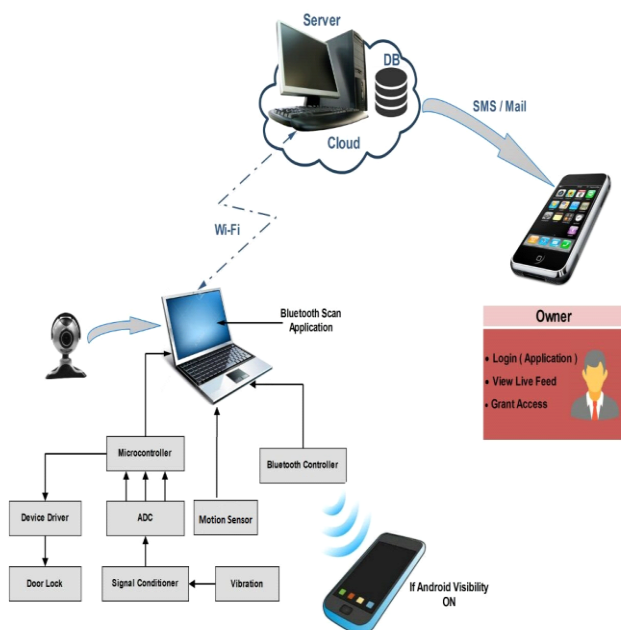 Server
DB
SMS / Mail
Cloud
Wi-Fi
Bluetooth Scan
Application
Owner
• Login ( Application )
• View Live Feed
• Grant Access
Microcontroller
Bluetooth Controller
Device Driver
ADC
Motion Sensor
Door Lock
Signal Conditioner
Vibration
If Android Visibility
ON